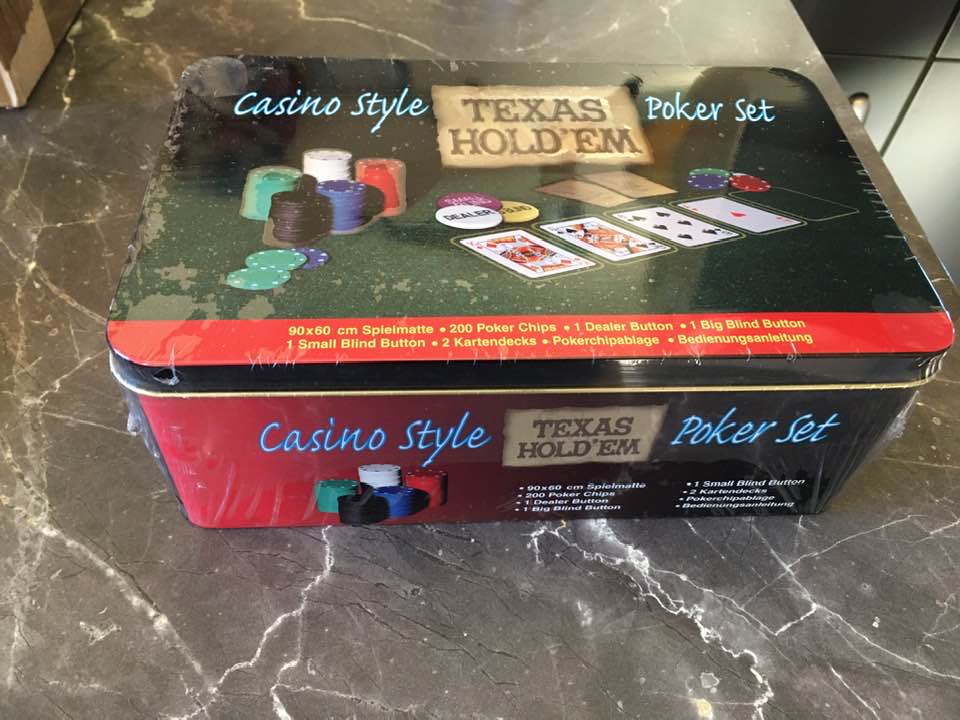 Casino Style TEXAS HOLD'EM Poker Set
SMALL
DEALER
BLIND
90x60 cm Spielmatte • 200 Poker Chips • 1 Dealer Button • 1 Big Blind Button
1 Small Blind Button • 2 Kartendecks • Pokerchipablage • Bedienungsanleitung
Casino Style TEXAS HOLD'EM Poker Set
• 90x60 cm Spielmatte
• 200 Poker Chips
• 1 Dealer Button
• 1 Big Blind Button
• 1 Small Blind Button
• 2 Kartendecks
• Pokerchipablage
• Bedienungsanleitung